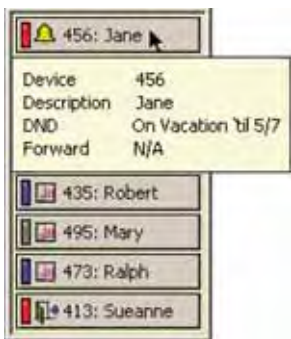 456: Jane
Device 456
Description Jane
DND On Vacation 'til 5/7
Forward N/A
435: Robert
495: Mary
473: Ralph
413: Sueanne